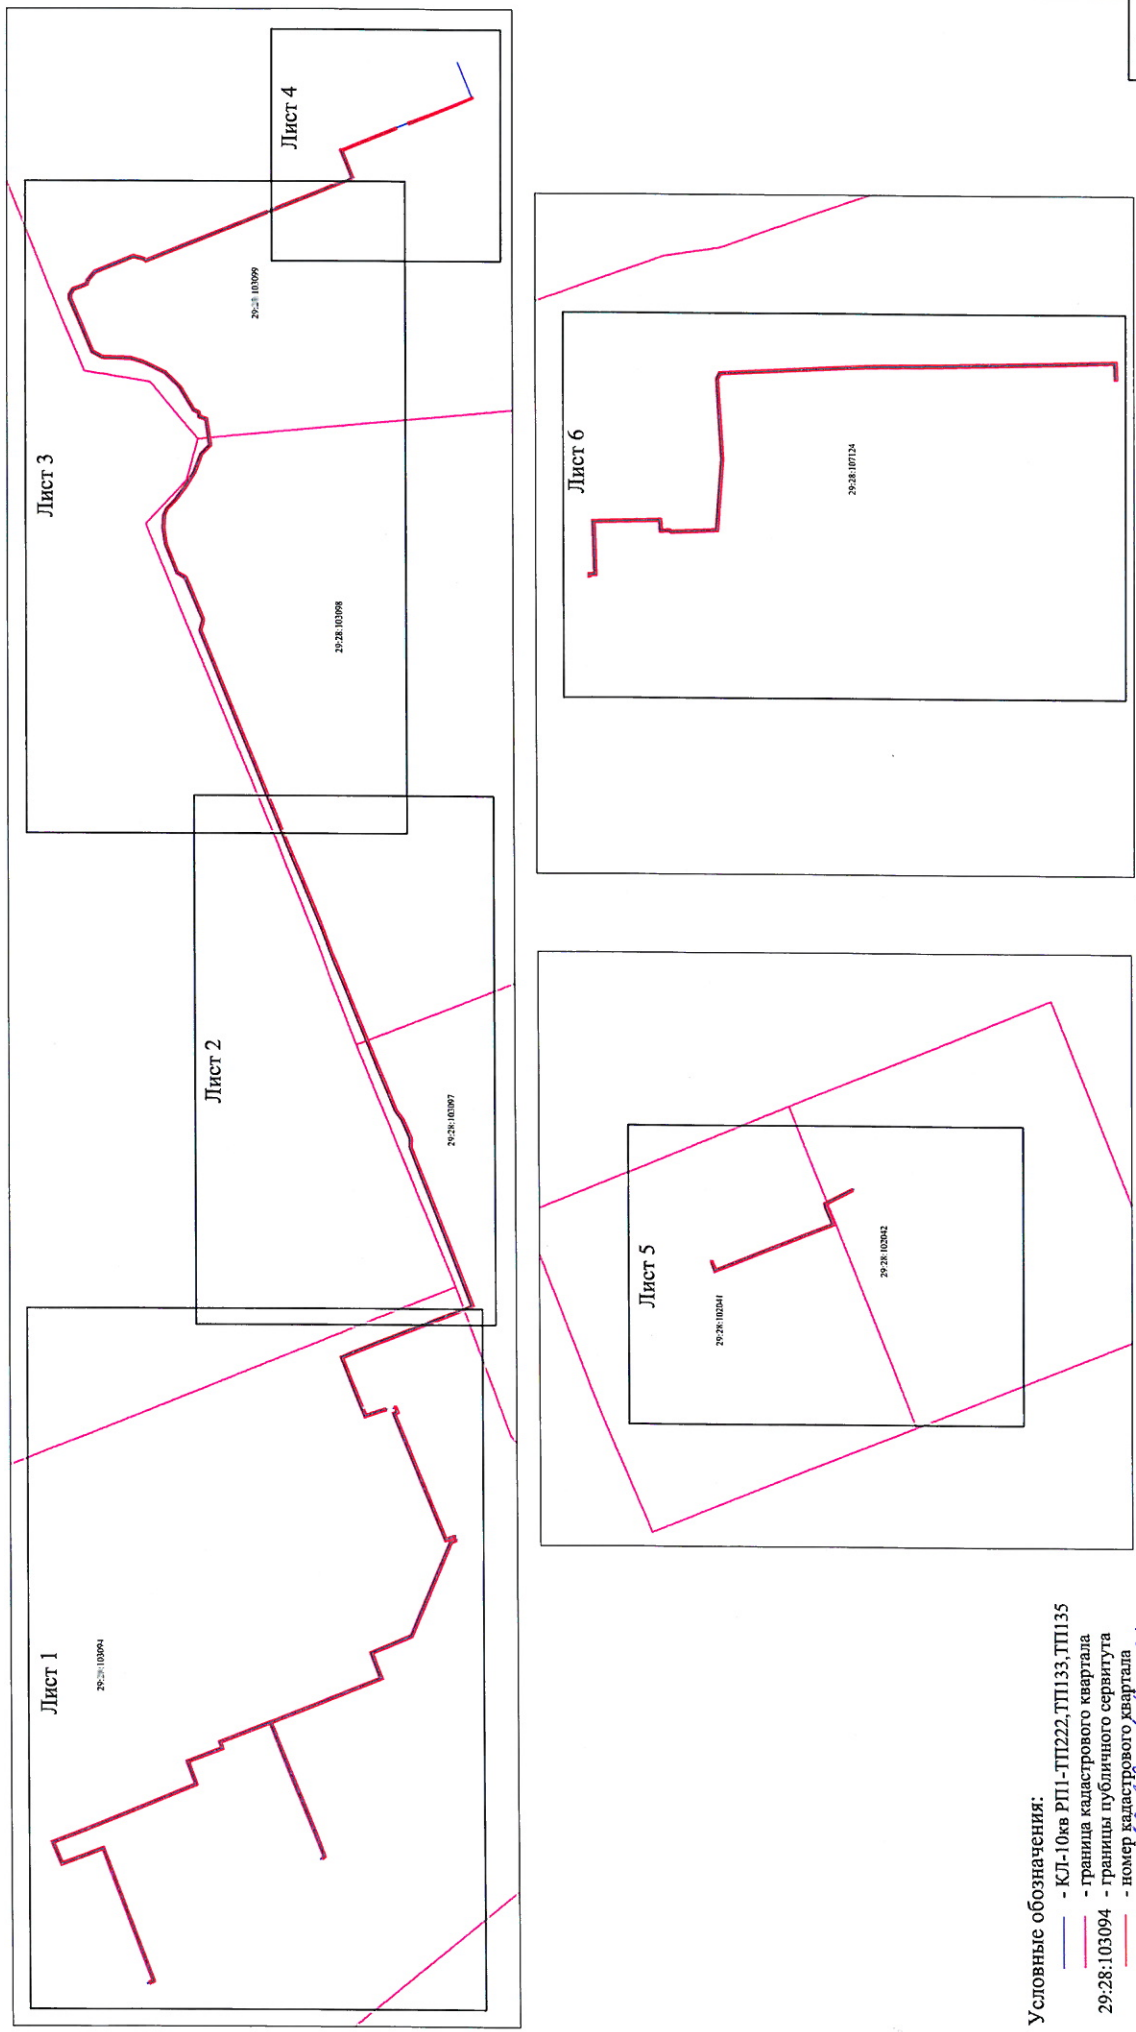 Лист 1
29:28:103094
Лист 2
29:28:103097
Лист 3
29:28:103098
29:28:103099
Лист 4
Лист 5
29:28:102041
29:28:102042
Лист 6
29:28:107124
Условные обозначения:
- КЛ-10кв РП1-ТП222,ТП133,ТП135
- граница кадастрового квартала
29:28:103094 - границы публичного сервитута
- номер кадастрового квартала